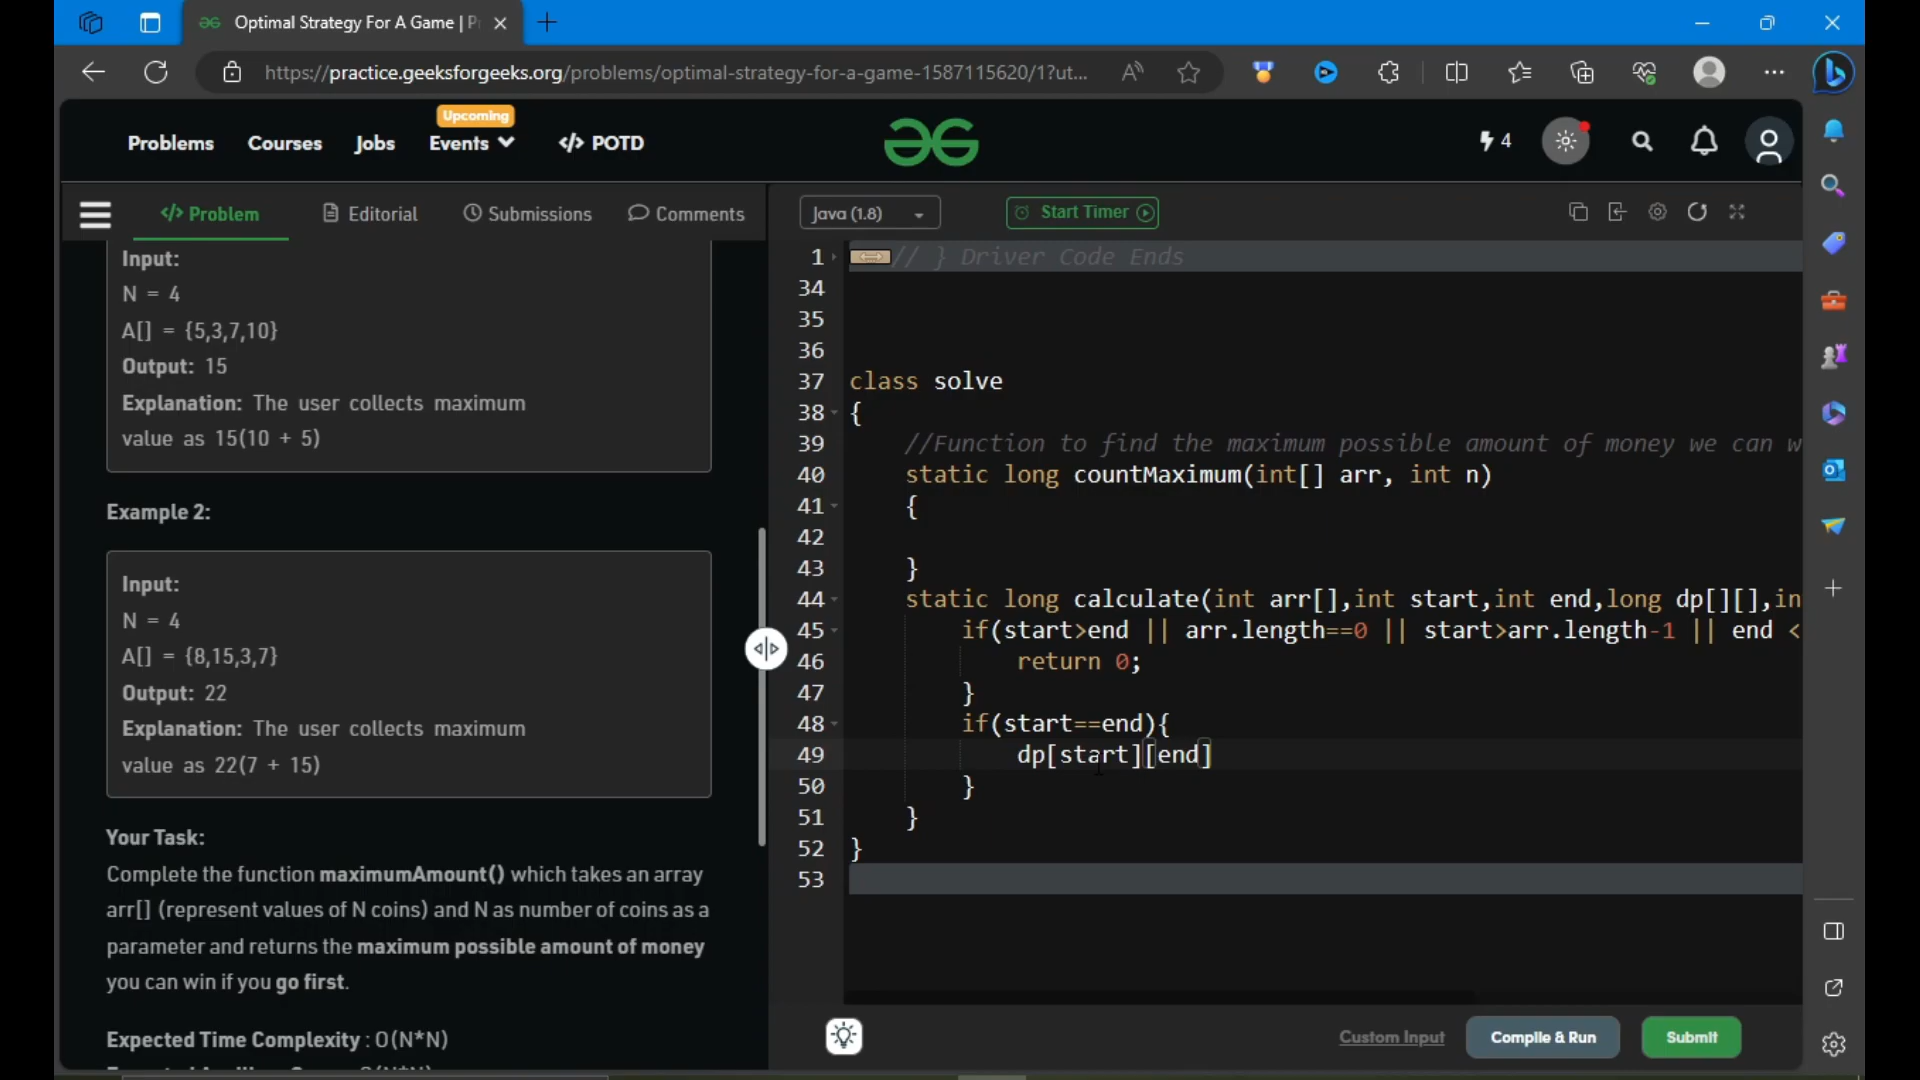 Optimal Strategy For A Game | P
https://practice.geeksforgeeks.org/problems/optimal-strategy-for-a-game-1587115620/1?ut...
Upcoming
Problems Courses Jobs Events </> POTD
4
</> Problem Editorial Submissions Comments
Java (1.8) Start Timer
Input:
N = 4
A[] = {5,3,7,10}
Output: 15
Explanation: The user collects maximum
value as 15(10 + 5)
Example 2:
Input:
N = 4
A[] = {8,15,3,7}
Output: 22
Explanation: The user collects maximum
value as 22(7 + 15)
Your Task:
Complete the function maximumAmount() which takes an array
arr[] (represent values of N coins) and N as number of coins as a
parameter and returns the maximum possible amount of money
you can win if you go first.
Expected Time Complexity : O(N*N)
1 // } Driver Code Ends
34
35
36
37 class solve
38 {
39 //Function to find the maximum possible amount of money we can w
40 static long countMaximum(int[] arr, int n)
41 {
42
43 }
44 static long calculate(int arr[],int start,int end,long dp[][],in
45 if(start>end || arr.length==0 || start>arr.length-1 || end <
46 return 0;
47 }
48 if(start==end){
49 dp[start][end]
50 }
51 }
52 }
53
Custom Input Compile & Run Submit